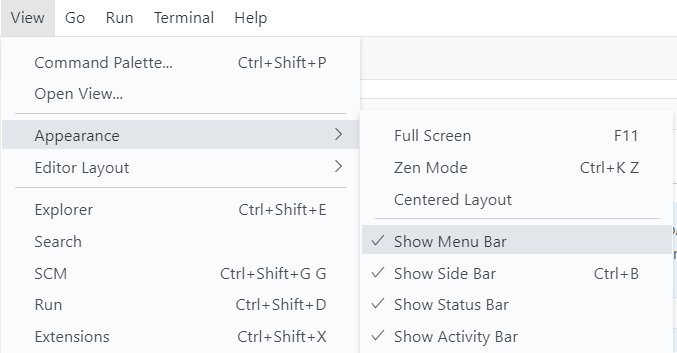 View Go Run Terminal Help
Command Palette... Ctrl+Shift+P
Open View...
Appearance
Editor Layout
Explorer Ctrl+Shift+E
Search
SCM Ctrl+Shift+G G
Run Ctrl+Shift+D
Extensions Ctrl+Shift+X
Full Screen F11
Zen Mode Ctrl+K Z
Centered Layout
Show Menu Bar
Show Side Bar Ctrl+B
Show Status Bar
Show Activity Bar